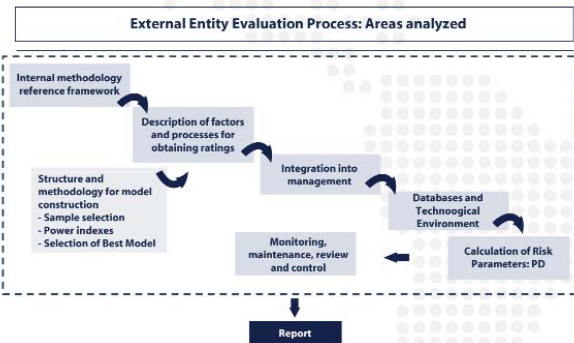 External Entity Evaluation Process: Areas analyzed
Internal methodology
reference framework
Description of factors
and processes for
obtaining ratings
Structure and
methodology for model
construction
- Sample selection
- Power indexes
- Selection of Best Model
Integration into
management
Databases and
Technoogical
Environment
Calculation of Risk
Parameters: PD
Monitoring,
maintenance, review
and control
Report